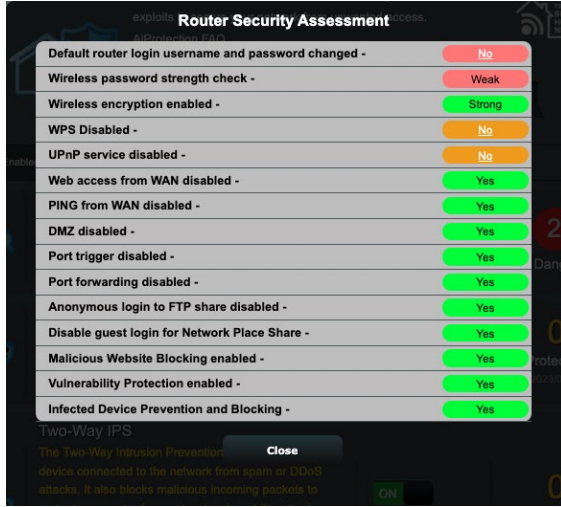 exploits
access.
Router Security Assessment
AiProtection FAQ
Default router login username and password changed - No
Wireless password strength check - Weak
Wireless encryption enabled - Strong
WPS Disabled - No
UPnP service disabled - No
Web access from WAN disabled - Yes
PING from WAN disabled - Yes
DMZ disabled - Yes
Port trigger disabled - Yes
Port forwarding disabled - Yes
Anonymous login to FTP share disabled - Yes
Disable guest login for Network Place Share - Yes
Malicious Website Blocking enabled - Yes
Vulnerability Protection enabled - Yes
Infected Device Prevention and Blocking - Yes
Two-Way IPS
The Two-Way Intrusion Prevention
Close
device connected to the network from spam or DDoS
attacks. It also blocks malicious incoming packets to
ON